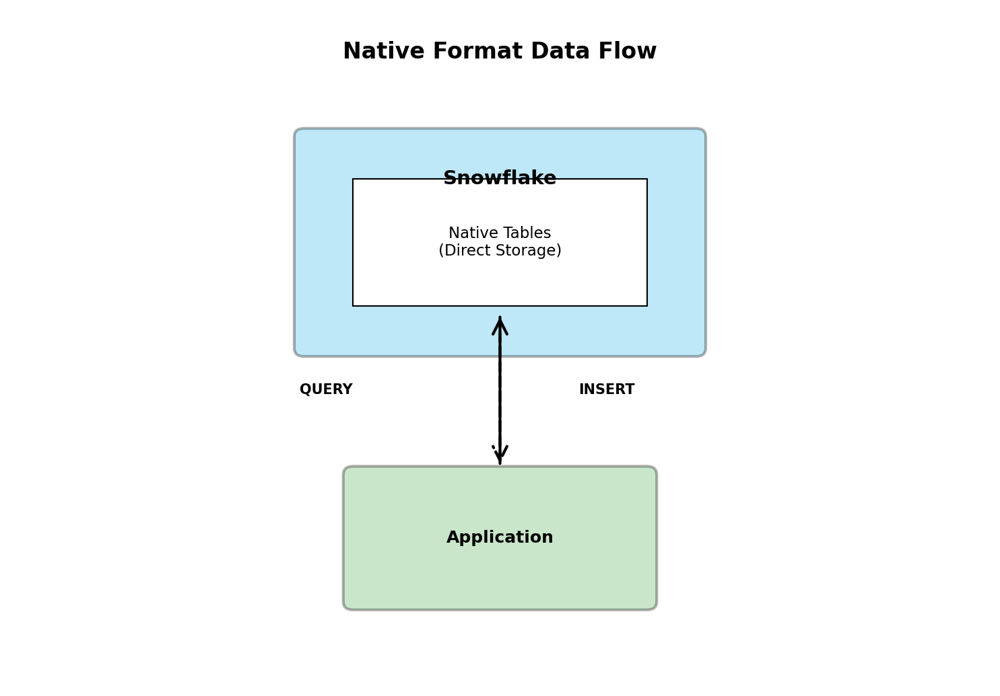 Native Format Data Flow
Snowflake
Native Tables
(Direct Storage)
QUERY
INSERT
Application